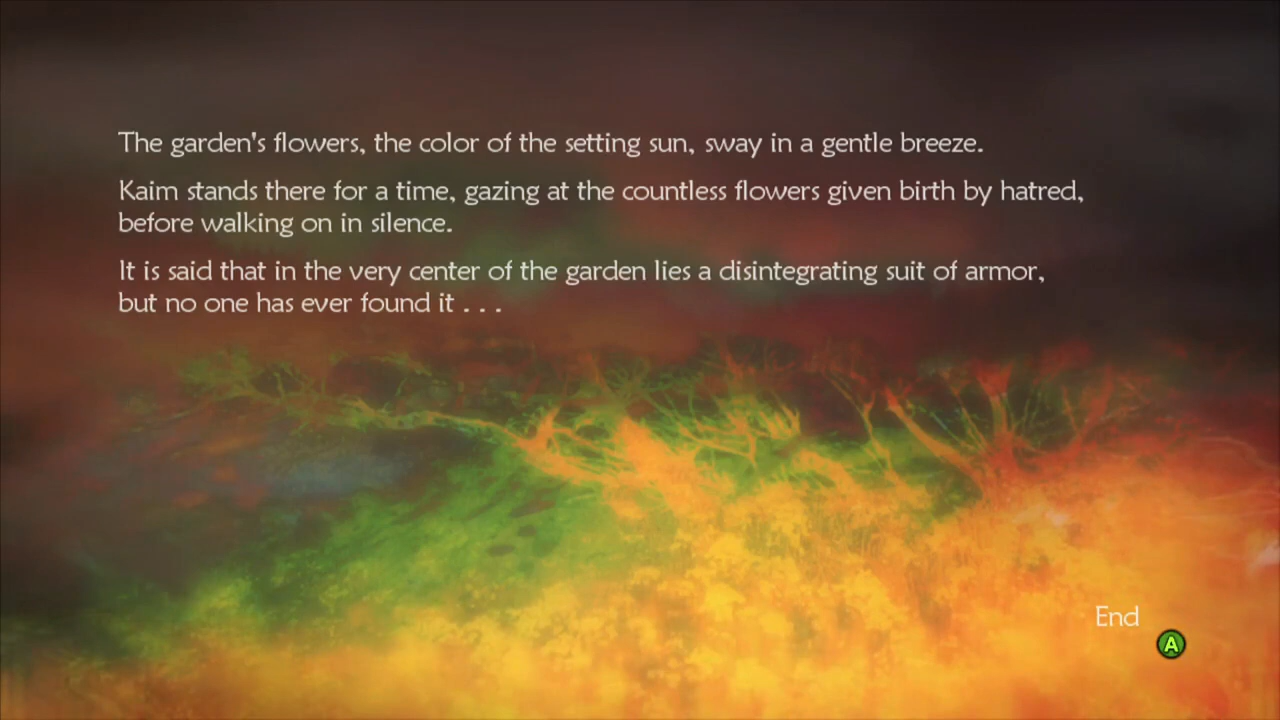 The garden's flowers, the color of the setting sun, sway in a gentle breeze.
Kaim stands there for a time, gazing at the countless flowers given birth by hatred,
before walking on in silence.
It is said that in the very center of the garden lies a disintegrating suit of armor,
but no one has ever found it . . .
End
A